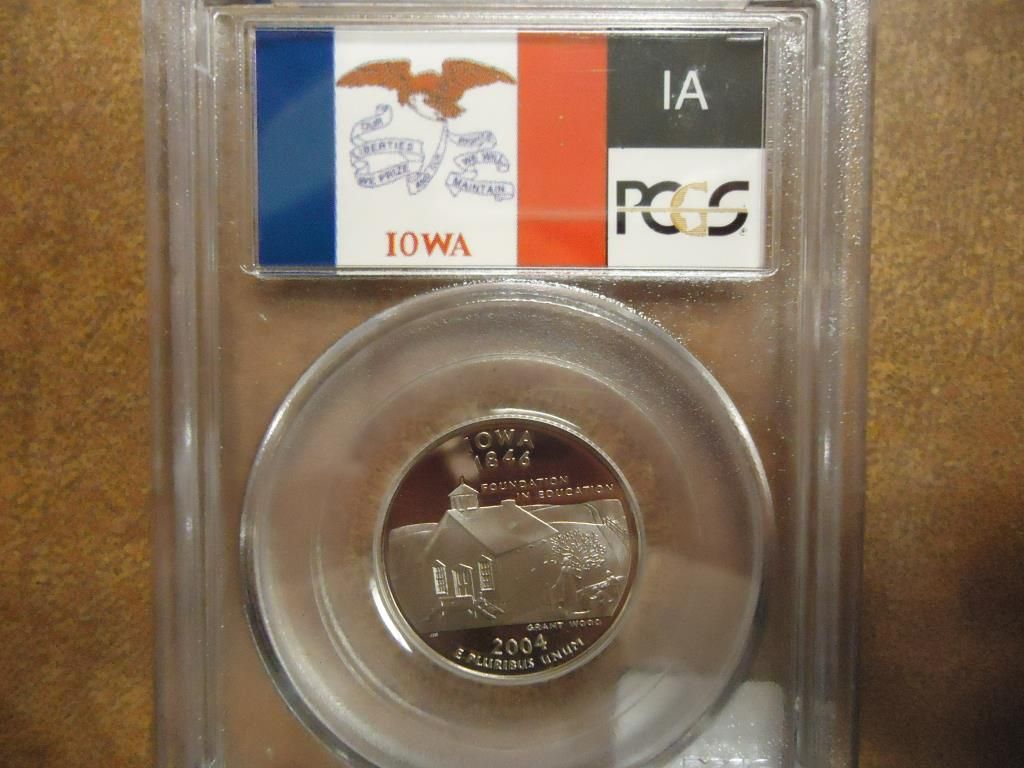 IA
OUR
LIBERTIES
WE PRIZE
AND OUR
RIGHTS
WE WILL
MAINTAIN
IOWA
PCGS
IOWA
1846
FOUNDATION
IN EDUCATION
GRANT WOOD
2004
E PLURIBUS UNUM